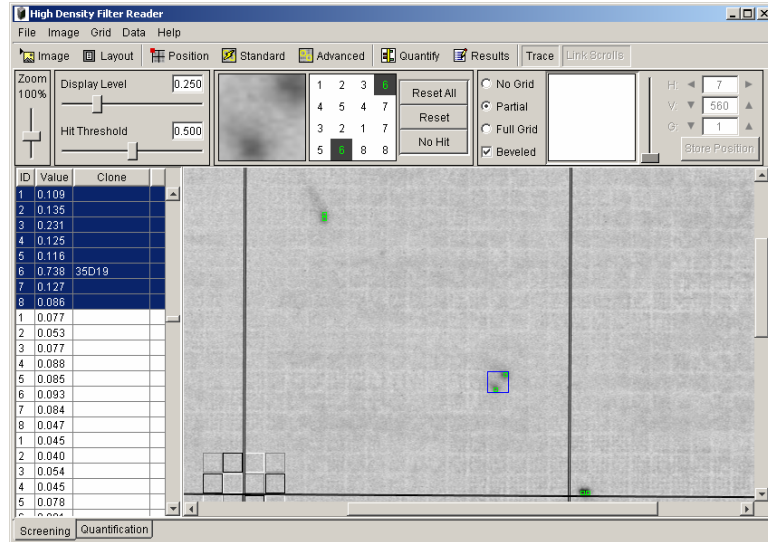 High Density Filter Reader
File Image Grid Data Help
Image Layout Position Standard Advanced Quantify Results Trace Link Scrolls
Zoom
100%
Display Level 0.250
Hit Threshold 0.500
1 2 3 6
4 5 4 7
3 2 1 7
5 6 8 8
Reset All
Reset
No Hit
No Grid
Partial
Full Grid
Beveled
H: 7
V: 560
G: 1
Store Position
ID Value Clone
1 0.109
2 0.135
3 0.231
4 0.125
5 0.116
6 0.738 35D19
7 0.127
8 0.086
1 0.077
2 0.053
3 0.077
4 0.088
5 0.085
6 0.093
7 0.084
8 0.047
1 0.045
2 0.040
3 0.054
4 0.045
5 0.078
Screening Quantification